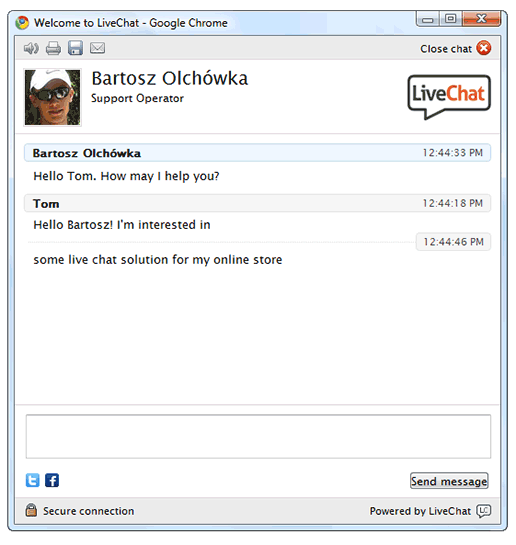 Welcome to LiveChat - Google Chrome
Close chat
Bartosz Olchówka
Support Operator
LiveChat
Bartosz Olchówka 12:44:33 PM
Hello Tom. How may I help you?
Tom 12:44:18 PM
Hello Bartosz! I'm interested in
12:44:46 PM
some live chat solution for my online store
Send message
Secure connection
Powered by LiveChat LC